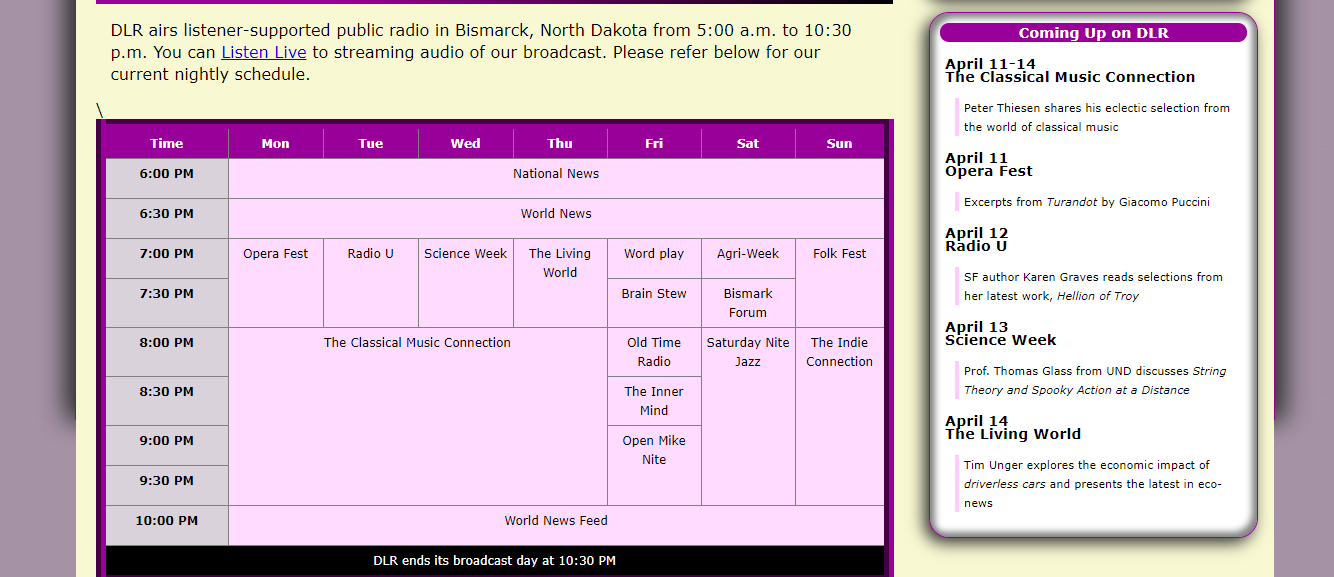 DLR airs listener-supported public radio in Bismarck, North Dakota from 5:00 a.m. to 10:30
p.m. You can Listen Live to streaming audio of our broadcast. Please refer below for our
current nightly schedule.
\
Time Mon Tue Wed Thu Fri Sat Sun
6:00 PM National News
6:30 PM World News
7:00 PM Opera Fest Radio U Science Week The Living Word play Agri-Week Folk Fest
World
7:30 PM Brain Stew Bismark
Forum
8:00 PM The Classical Music Connection Old Time Saturday Nite The Indie
Radio Jazz Connection
8:30 PM The Inner
Mind
9:00 PM Open Mike
Nite
9:30 PM
10:00 PM World News Feed
DLR ends its broadcast day at 10:30 PM
Coming Up on DLR
April 11-14
The Classical Music Connection
Peter Thiesen shares his eclectic selection from
the world of classical music
April 11
Opera Fest
Excerpts from Turandot by Giacomo Puccini
April 12
Radio U
SF author Karen Graves reads selections from
her latest work, Hellion of Troy
April 13
Science Week
Prof. Thomas Glass from UND discusses String
Theory and Spooky Action at a Distance
April 14
The Living World
Tim Unger explores the economic impact of
driverless cars and presents the latest in eco-
news